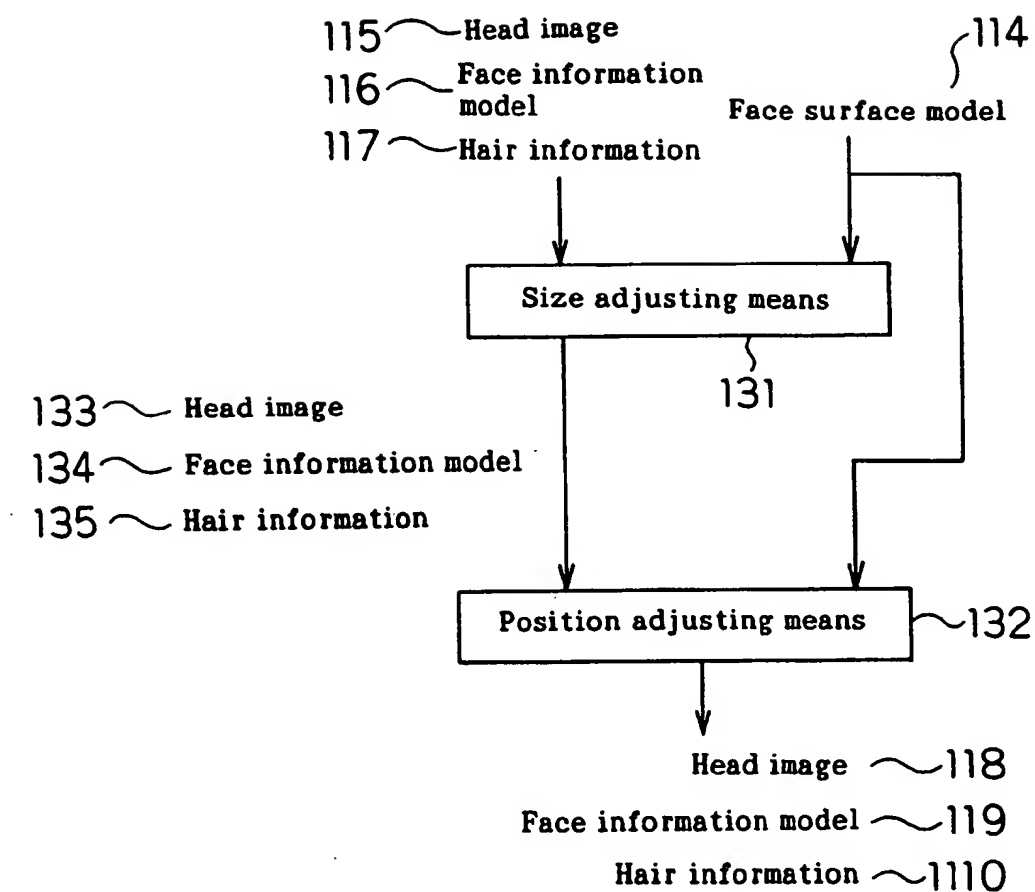 115 Head image
114
116 Face information
model
Face surface model
117 Hair information
Size adjusting means
131
133 Head image
134 Face information model
135 Hair information
Position adjusting means 132
Head image 118
Face information model 119
Hair information 1110